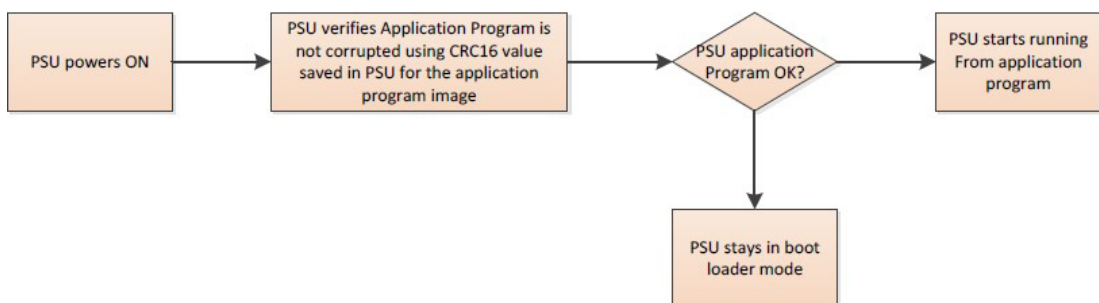 PSU powers ON
PSU verifies Application Program is
not corrupted using CRC16 value
saved in PSU for the application
program image
PSU application
Program OK?
PSU starts running
From application
program
PSU stays in boot
loader mode